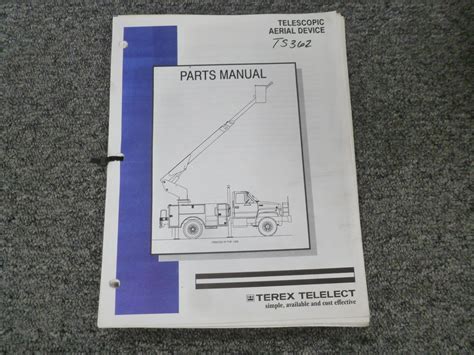 TELESCOPIC
AERIAL DEVICE
TS362
PARTS MANUAL
TEREX TELELECT
simple, available and cost effective